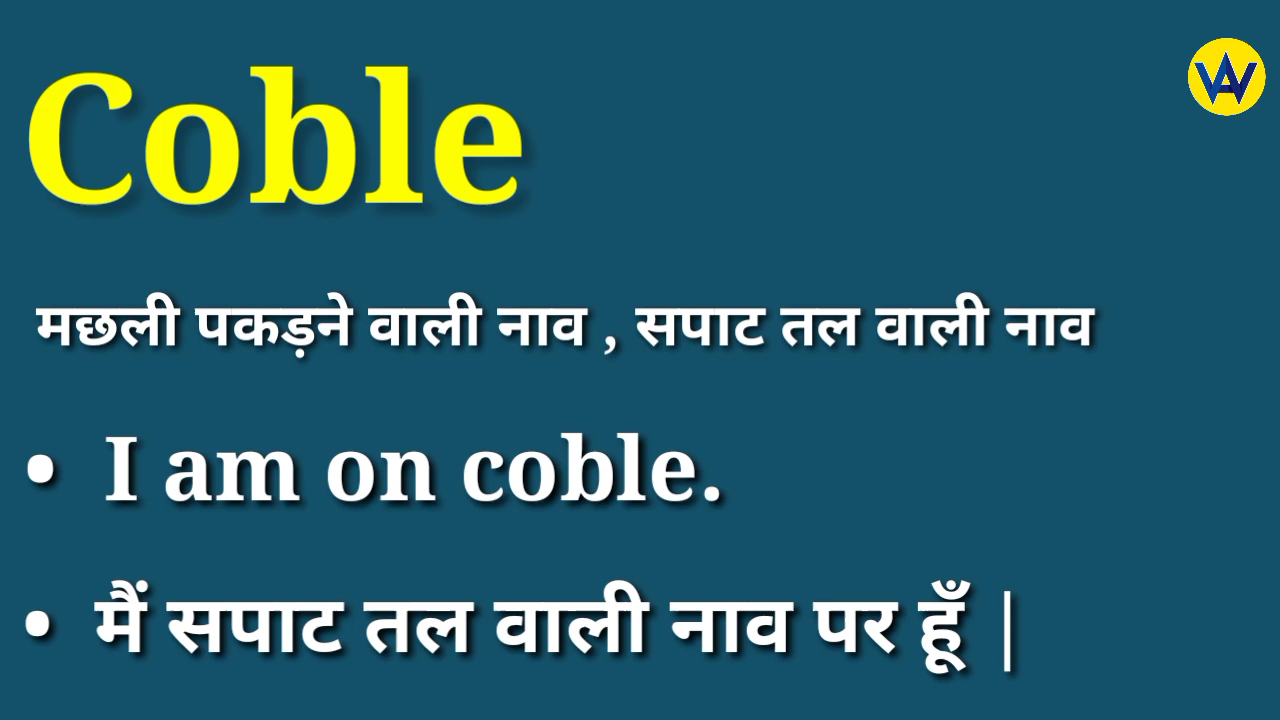 Coble
मछली पकड़ने वाली नाव , सपाट तल वाली नाव
• I am on coble.
• मैं सपाट तल वाली नाव पर हूँ |